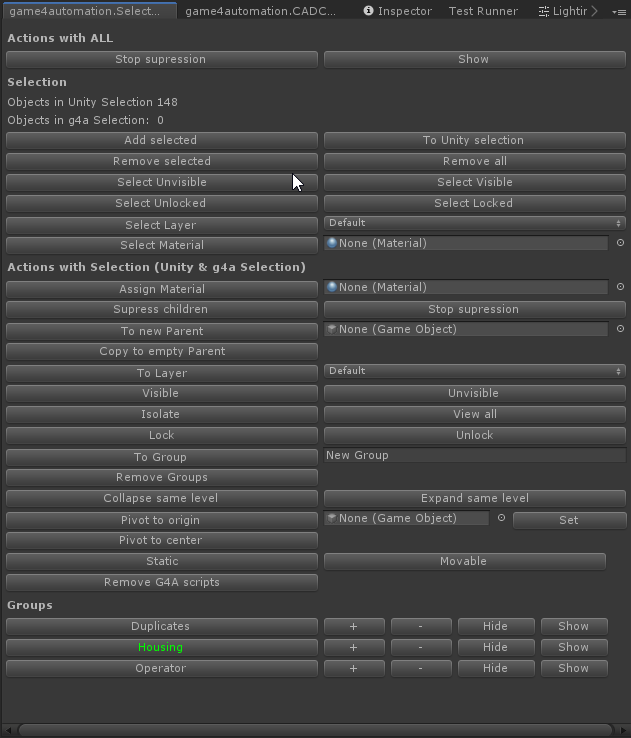 game4automation.Select... game4automation.CADC... Inspector Test Runner Lightin
Actions with ALL
Stop supression Show
Selection
Objects in Unity Selection 148
Objects in g4a Selection: 0
Add selected To Unity selection
Remove selected Remove all
Select Unvisible Select Visible
Select Unlocked Select Locked
Select Layer Default
Select Material None (Material)
Actions with Selection (Unity & g4a Selection)
Assign Material None (Material)
Supress children Stop supression
To new Parent None (Game Object)
Copy to empty Parent
To Layer Default
Visible Unvisible
Isolate View all
Lock Unlock
To Group New Group
Remove Groups
Collapse same level Expand same level
Pivot to origin None (Game Object) Set
Pivot to center
Static Movable
Remove G4A scripts
Groups
Duplicates + - Hide Show
Housing + - Hide Show
Operator + - Hide Show